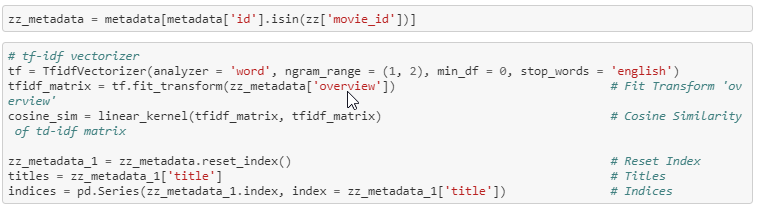 zz_metadata = metadata[metadata['id'].isin(zz['movie_id'])]
# tf-idf vectorizer
tf = TfidfVectorizer(analyzer = 'word', ngram_range = (1, 2), min_df = 0, stop_words = 'english')
tfidf_matrix = tf.fit_transform(zz_metadata['overview']) # Fit Transform 'ov
erview'
cosine_sim = linear_kernel(tfidf_matrix, tfidf_matrix) # Cosine Similarity
of td-idf matrix
zz_metadata_1 = zz_metadata.reset_index() # Reset Index
titles = zz_metadata_1['title'] # Titles
indices = pd.Series(zz_metadata_1.index, index = zz_metadata_1['title']) # Indices